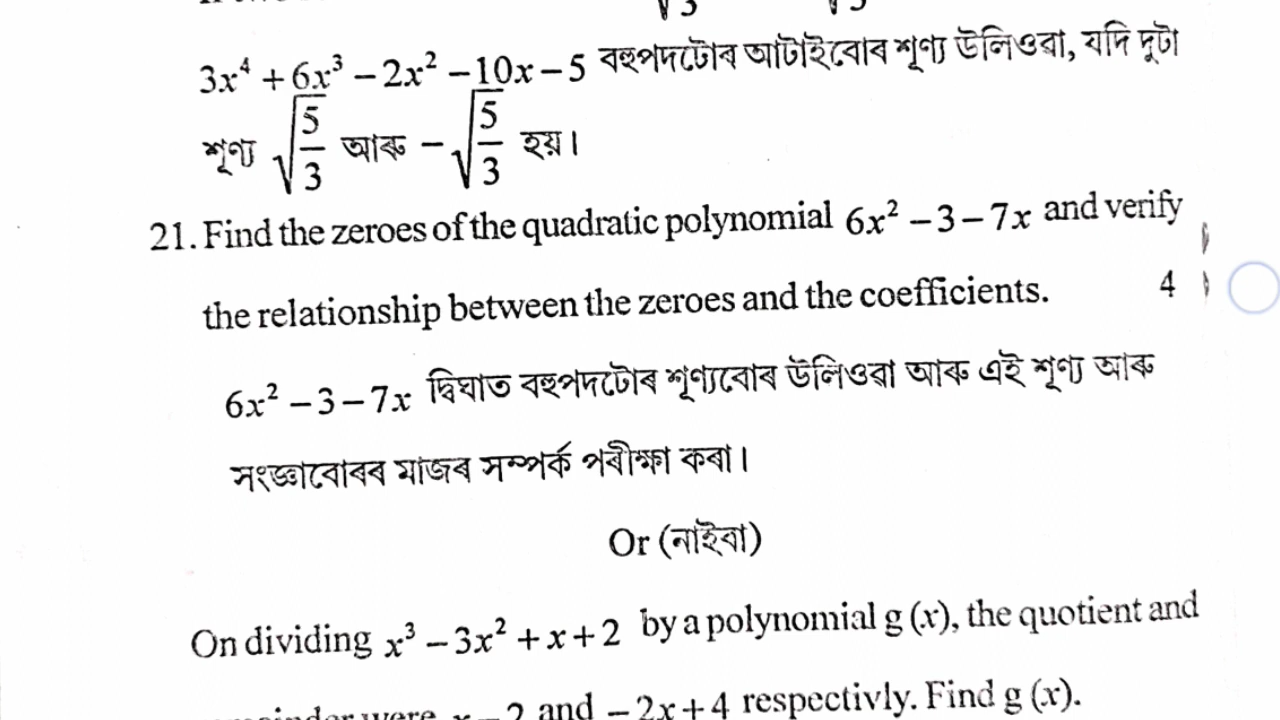 3x⁴ + 6x³ – 2x² – 10x – 5 বহুপদটোৰ আটাইবোৰ শূণ্য উলিওৱা, যদি দুটা
শূণ্য √(5/3) আৰু – √(5/3) হয়।
21. Find the zeroes of the quadratic polynomial 6x² – 3 – 7x and verify
the relationship between the zeroes and the coefficients. 4
6x² – 3 – 7x দ্বিঘাত বহুপদটোৰ শূণ্যবোৰ উলিওৱা আৰু এই শূণ্য আৰু
সংজ্ঞাবোৰৰ মাজৰ সম্পৰ্ক পৰীক্ষা কৰা।
Or (নাইবা)
On dividing x³ – 3x² + x + 2 by a polynomial g (x), the quotient and
were x – 2 and – 2x + 4 respectivly. Find g (x).